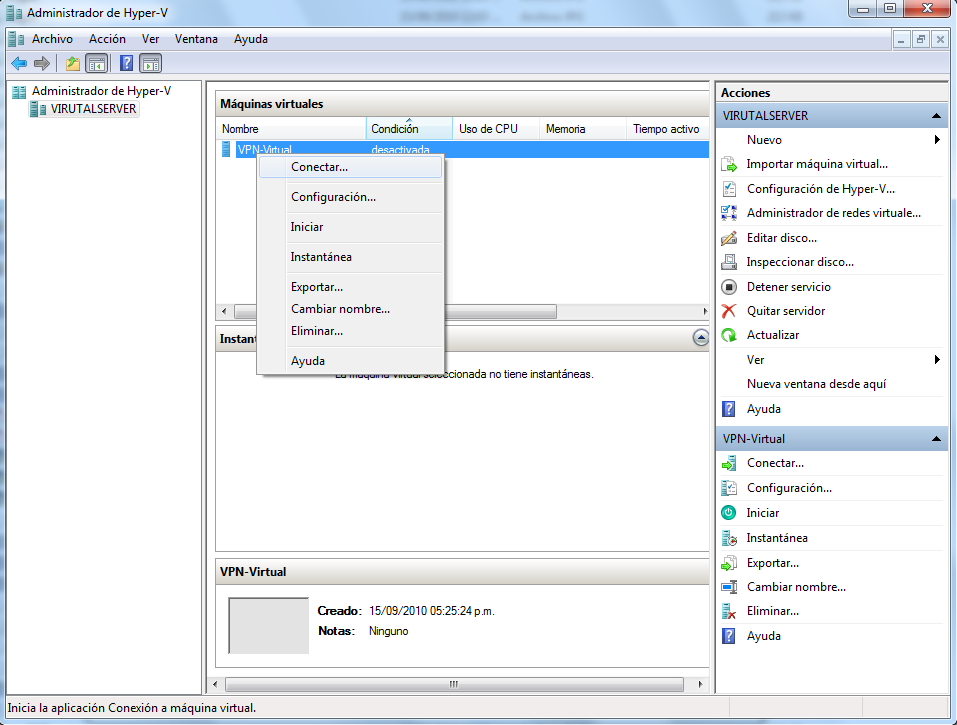 Administrador de Hyper-V
Archivo Acción Ver Ventana Ayuda
Administrador de Hyper-V
VIRUTALSERVER
Máquinas virtuales
Nombre Condición Uso de CPU Memoria Tiempo activo
VPN-Virtual desactivada
Conectar...
Configuración...
Iniciar
Instantánea
Exportar...
Cambiar nombre...
Eliminar...
Ayuda
La máquina virtual seleccionada no tiene instantáneas.
VPN-Virtual
Creado: 15/09/2010 05:25:24 p.m.
Notas: Ninguno
Acciones
VIRUTALSERVER
Nuevo
Importar máquina virtual...
Configuración de Hyper-V...
Administrador de redes virtuale...
Editar disco...
Inspeccionar disco...
Detener servicio
Quitar servidor
Actualizar
Ver
Nueva ventana desde aquí
Ayuda
VPN-Virtual
Conectar...
Configuración...
Iniciar
Instantánea
Exportar...
Cambiar nombre...
Eliminar...
Ayuda
Inicia la aplicación Conexión a máquina virtual.